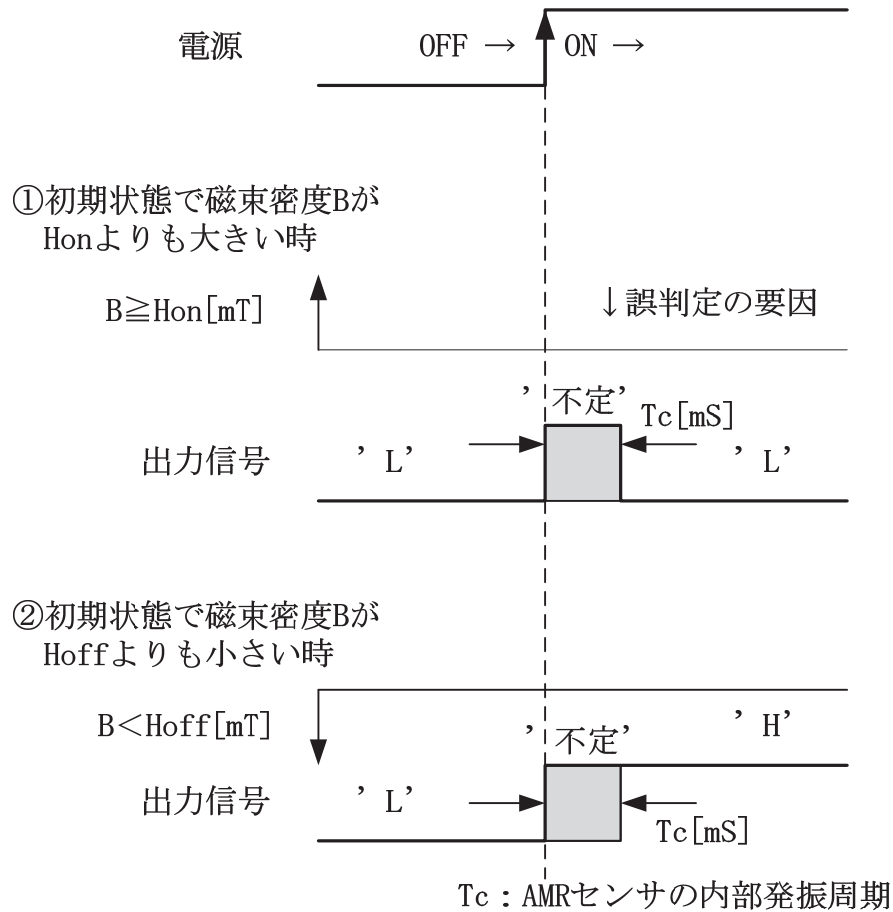 電源
OFF → ON →
①初期状態で磁束密度Bが
Honよりも大きい時
B≧Hon[mT]
↓誤判定の要因
’不定’
Tc[mS]
出力信号
’L’
’L’
②初期状態で磁束密度Bが
Hoffよりも小さい時
B<Hoff[mT]
’不定’
’H’
出力信号
’L’
Tc[mS]
Tc：AMRセンサの内部発振周期